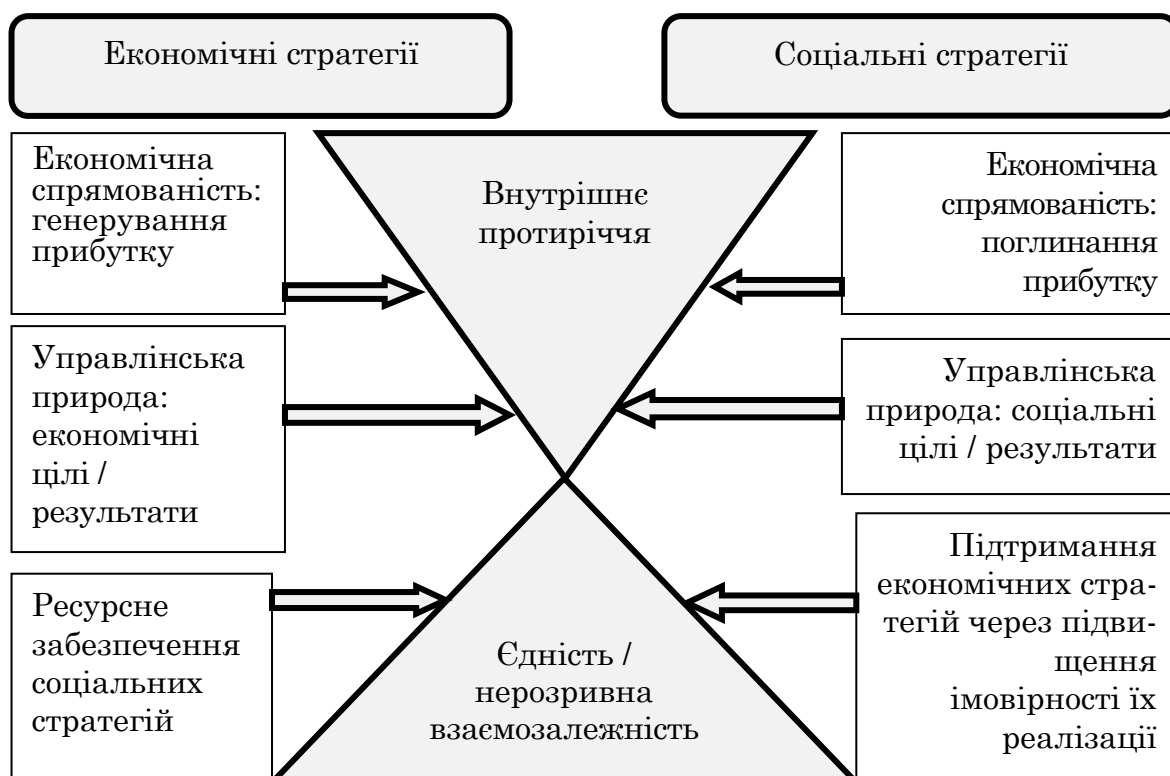 Економічні стратегії
Соціальні стратегії
Економічна
спрямованість:
генерування
прибутку
Внутрішнє
протиріччя
Економічна
спрямованість:
поглинання
прибутку
Управлінська
природа:
економічні
цілі /
результати
Управлінська
природа: соціальні
цілі / результати
Ресурсне
забезпечення
соціальних
стратегій
Єдність /
нерозривна
взаємозалежність
Підтримання
економічних стра-
тегій через підви-
щення
імовірності їх
реалізації